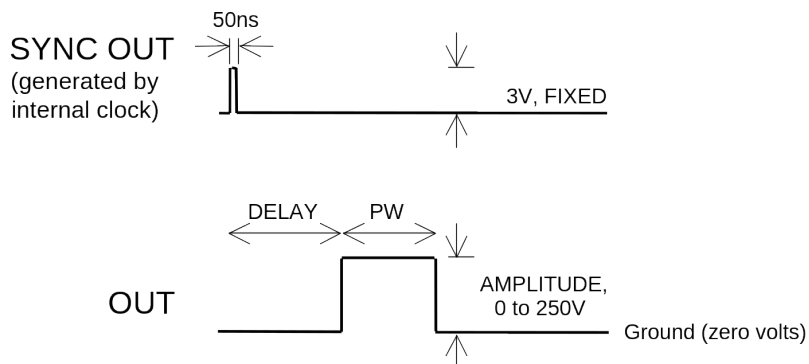 50ns
SYNC OUT
(generated by
internal clock)
3V, FIXED
DELAY
PW
OUT
AMPLITUDE,
0 to 250V
Ground (zero volts)